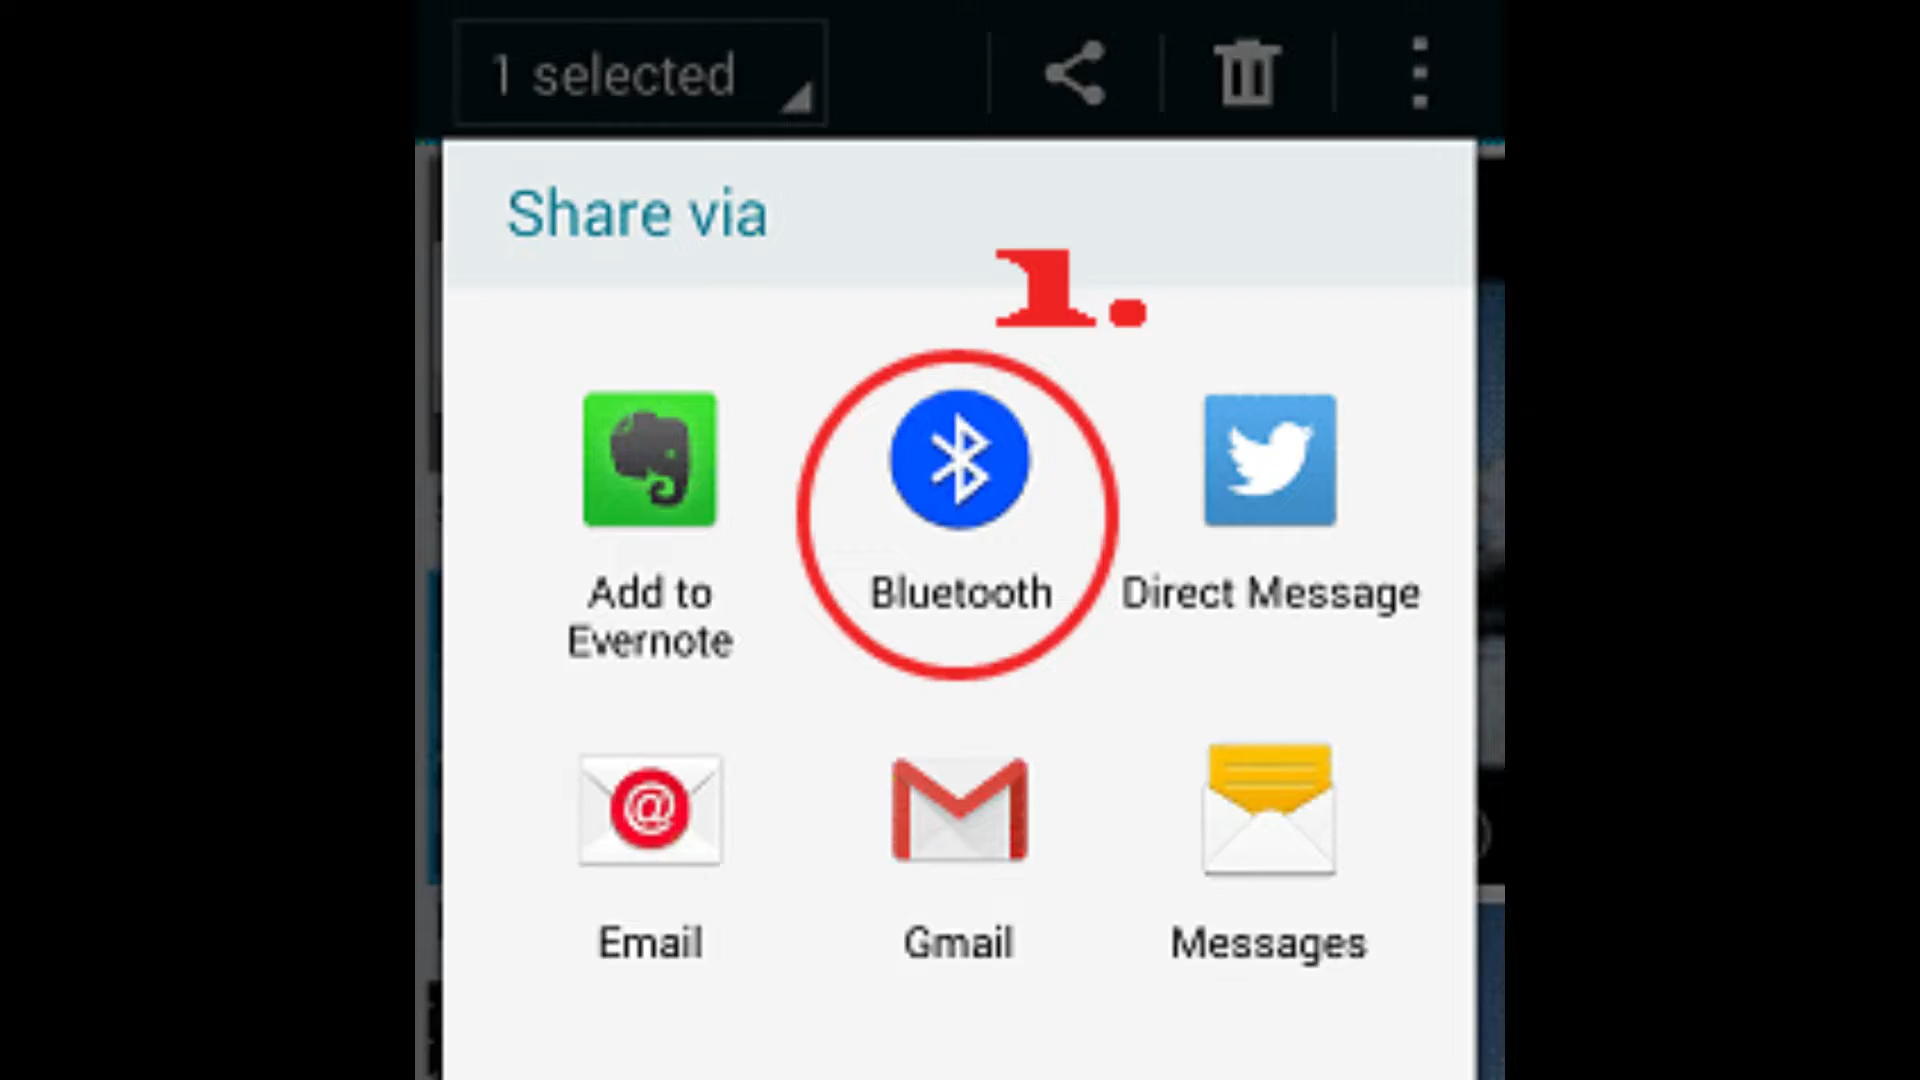 1 selected
Share via
1.
Add to
Evernote
Bluetooth
Direct Message
Email
Gmail
Messages